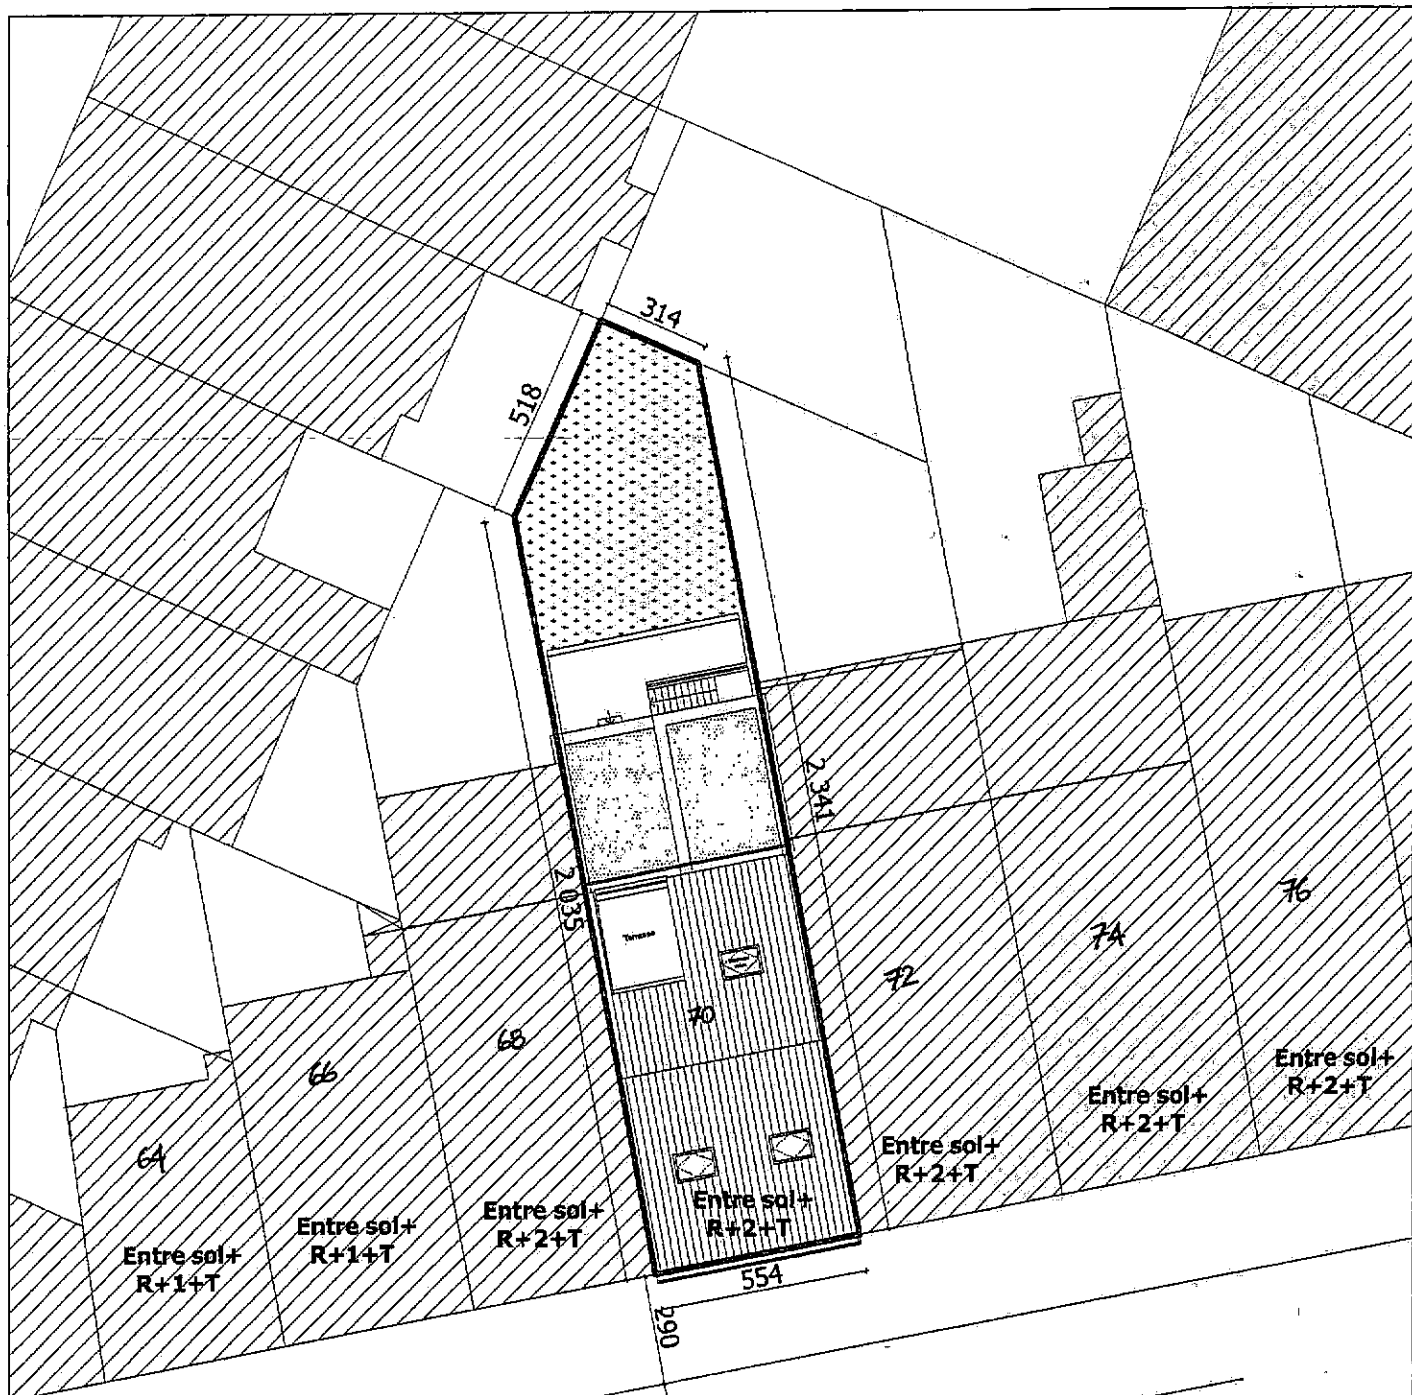 314
518
2 341
2 035
Terrasse
76
74
72
70
68
66
64
Entre sol+
R+2+T
Entre sol+
R+2+T
Entre sol+
R+2+T
Entre sol+
R+2+T
Entre sol+
R+2+T
Entre sol+
R+1+T
Entre sol+
R+1+T
554
290